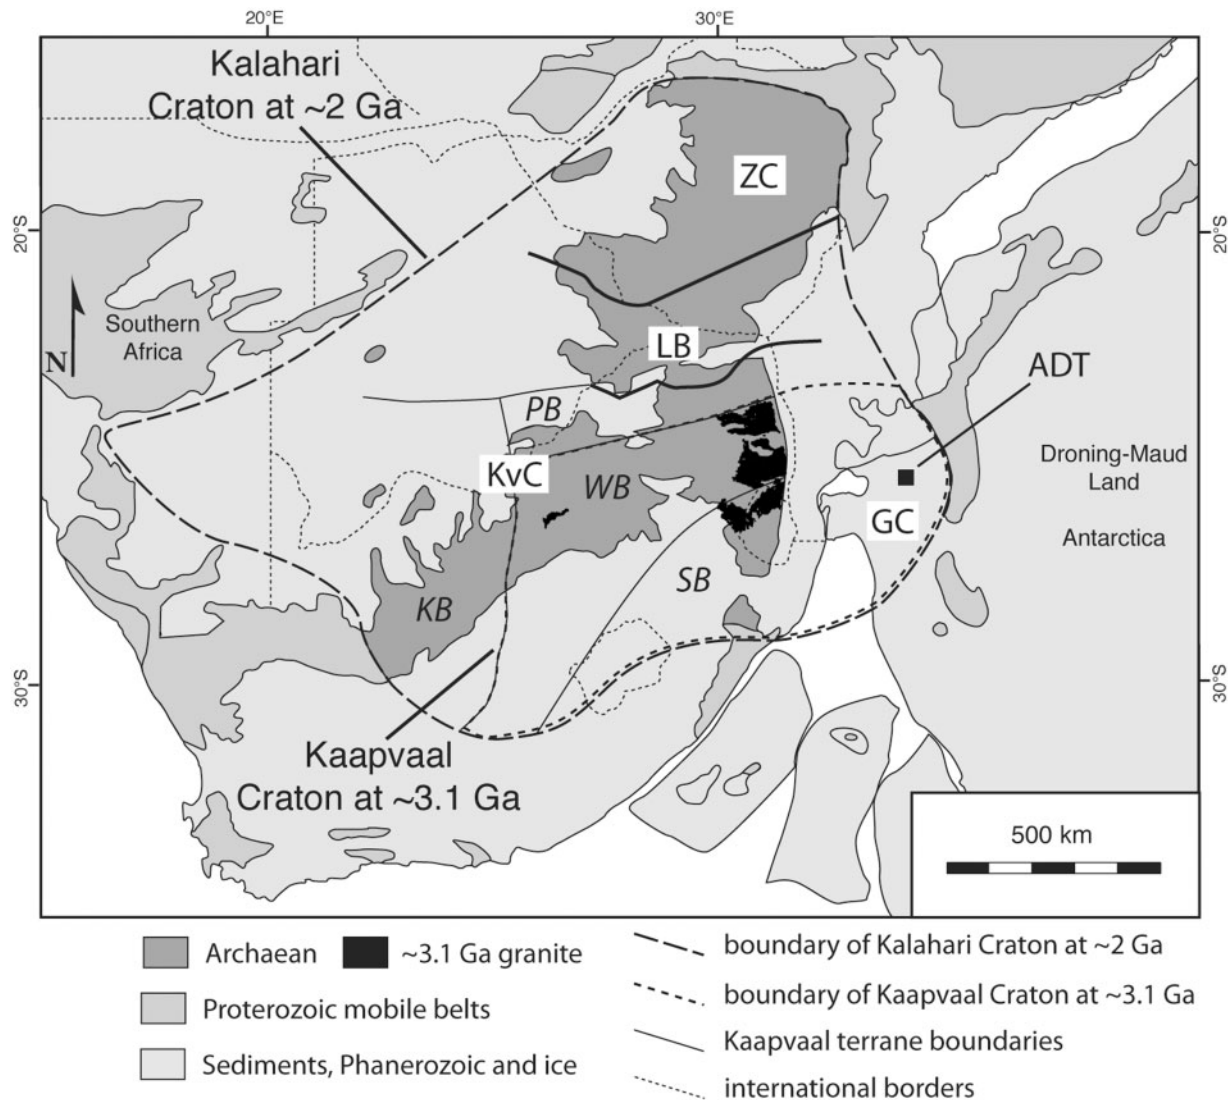 20°E
30°E
Kalahari
Craton at ~2 Ga
ZC
20°S
20°S
Southern
Africa
N
LB
ADT
PB
KvC
WB
Droning-Maud
Land
GC
Antarctica
SB
KB
30°S
30°S
Kaapvaal
Craton at ~3.1 Ga
500 km
Archaean
~3.1 Ga granite
Proterozoic mobile belts
Sediments, Phanerozoic and ice
boundary of Kalahari Craton at ~2 Ga
boundary of Kaapvaal Craton at ~3.1 Ga
Kaapvaal terrane boundaries
international borders